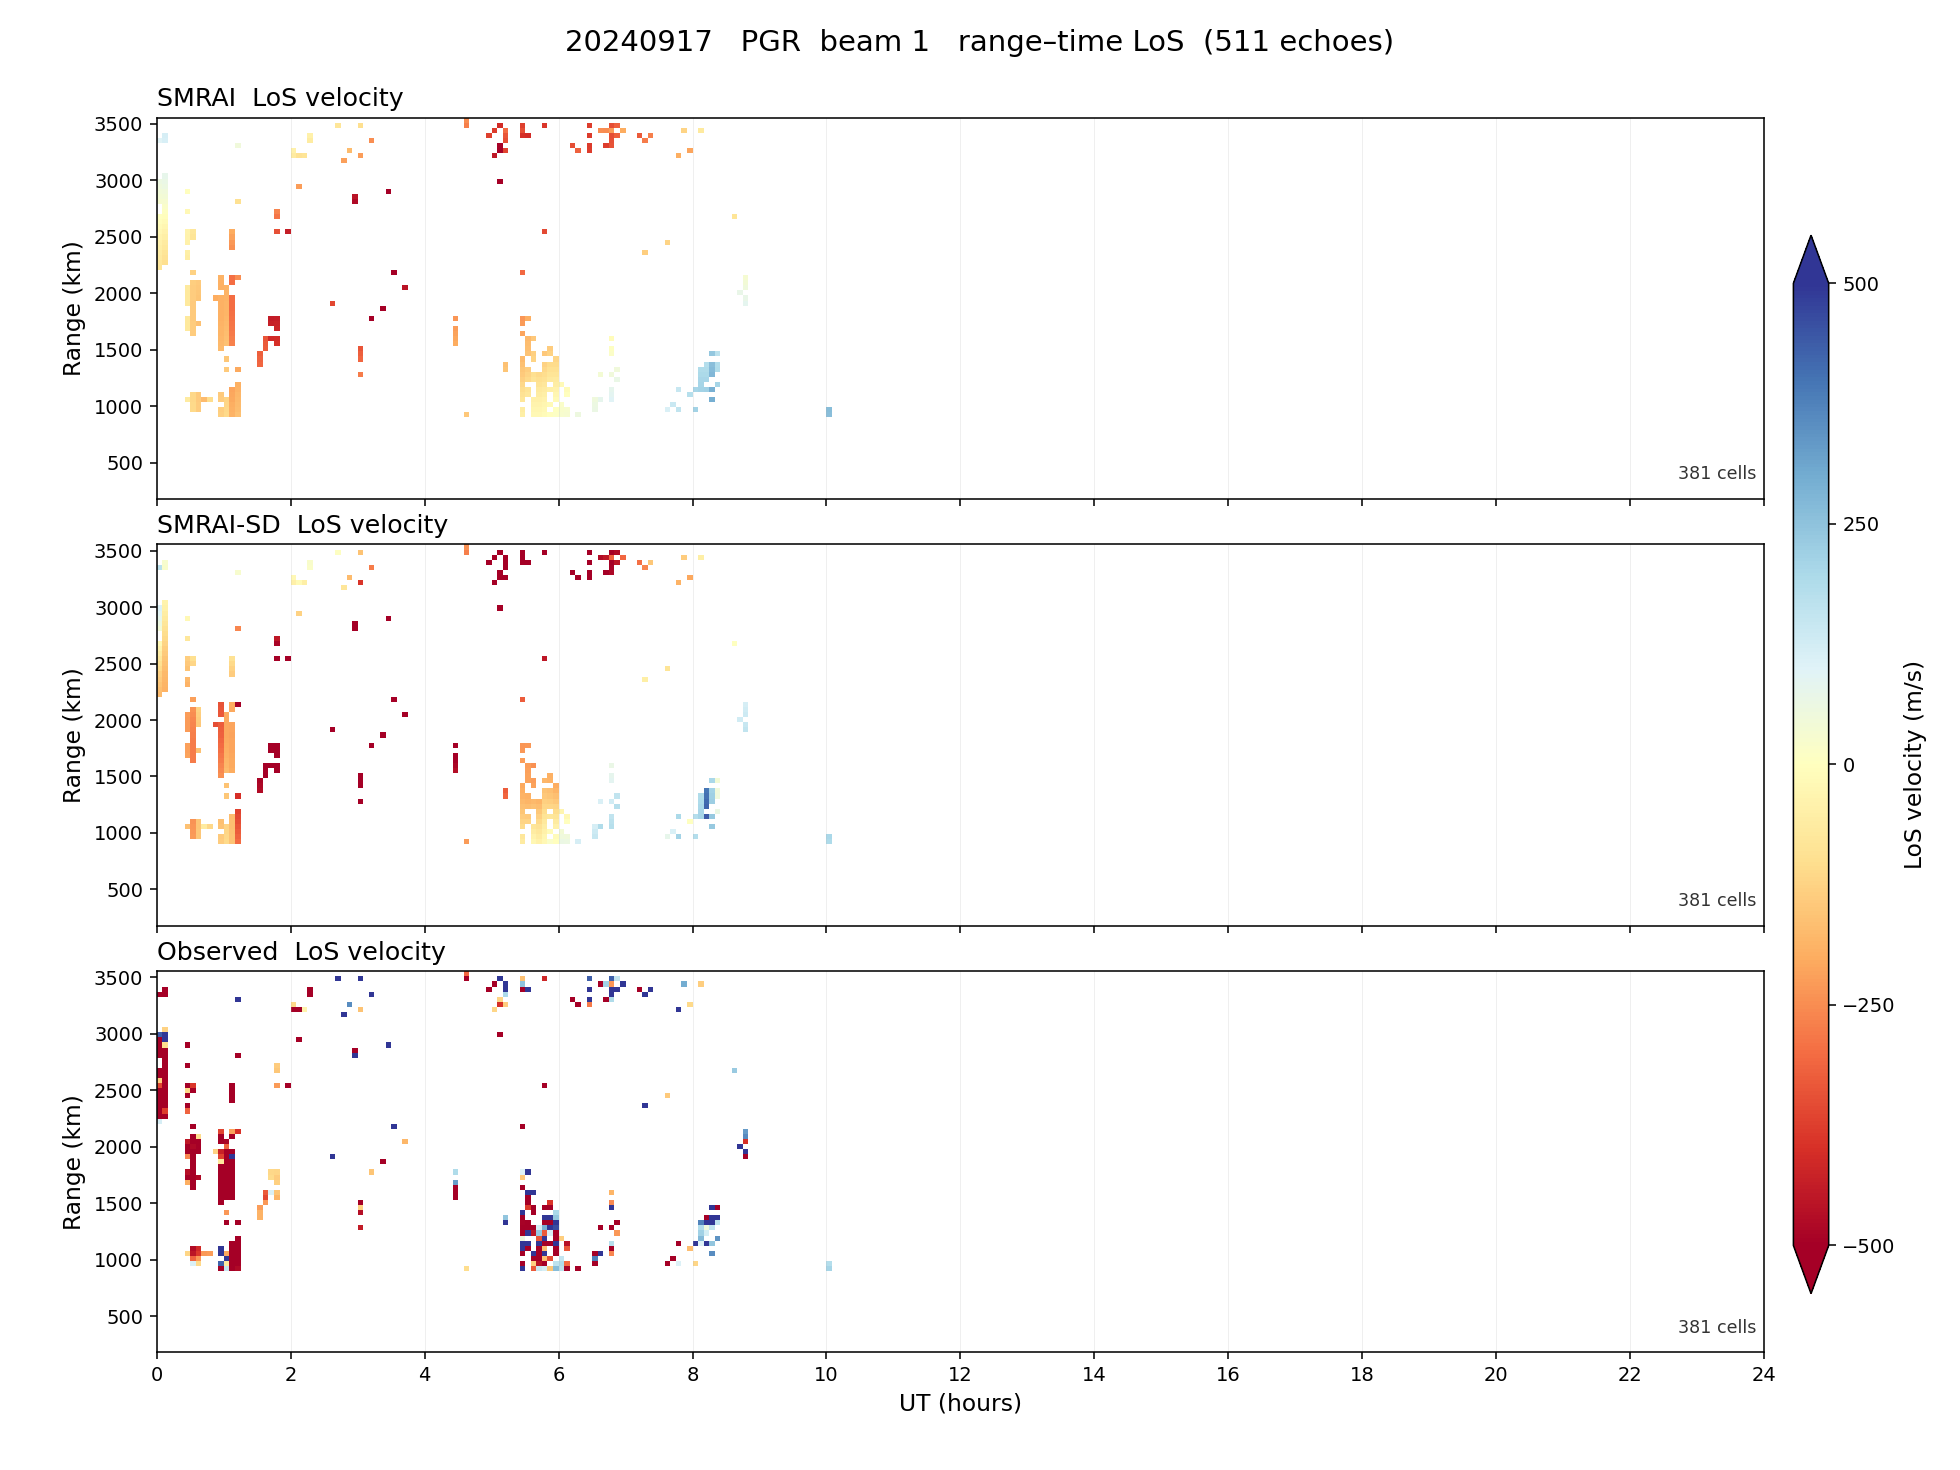 20240917   PGR  beam 1   range–time LoS  (511 echoes)
SMRAI  LoS velocity
3500
3000
2500
2000
1500
1000
500
Range (km)
381 cells
SMRAI-SD  LoS velocity
3500
3000
2500
2000
1500
1000
500
Range (km)
381 cells
Observed  LoS velocity
3500
3000
2500
2000
1500
1000
500
Range (km)
381 cells
0 2 4 6 8 10 12 14 16 18 20 22 24
UT (hours)
500
250
0
−250
−500
LoS velocity (m/s)